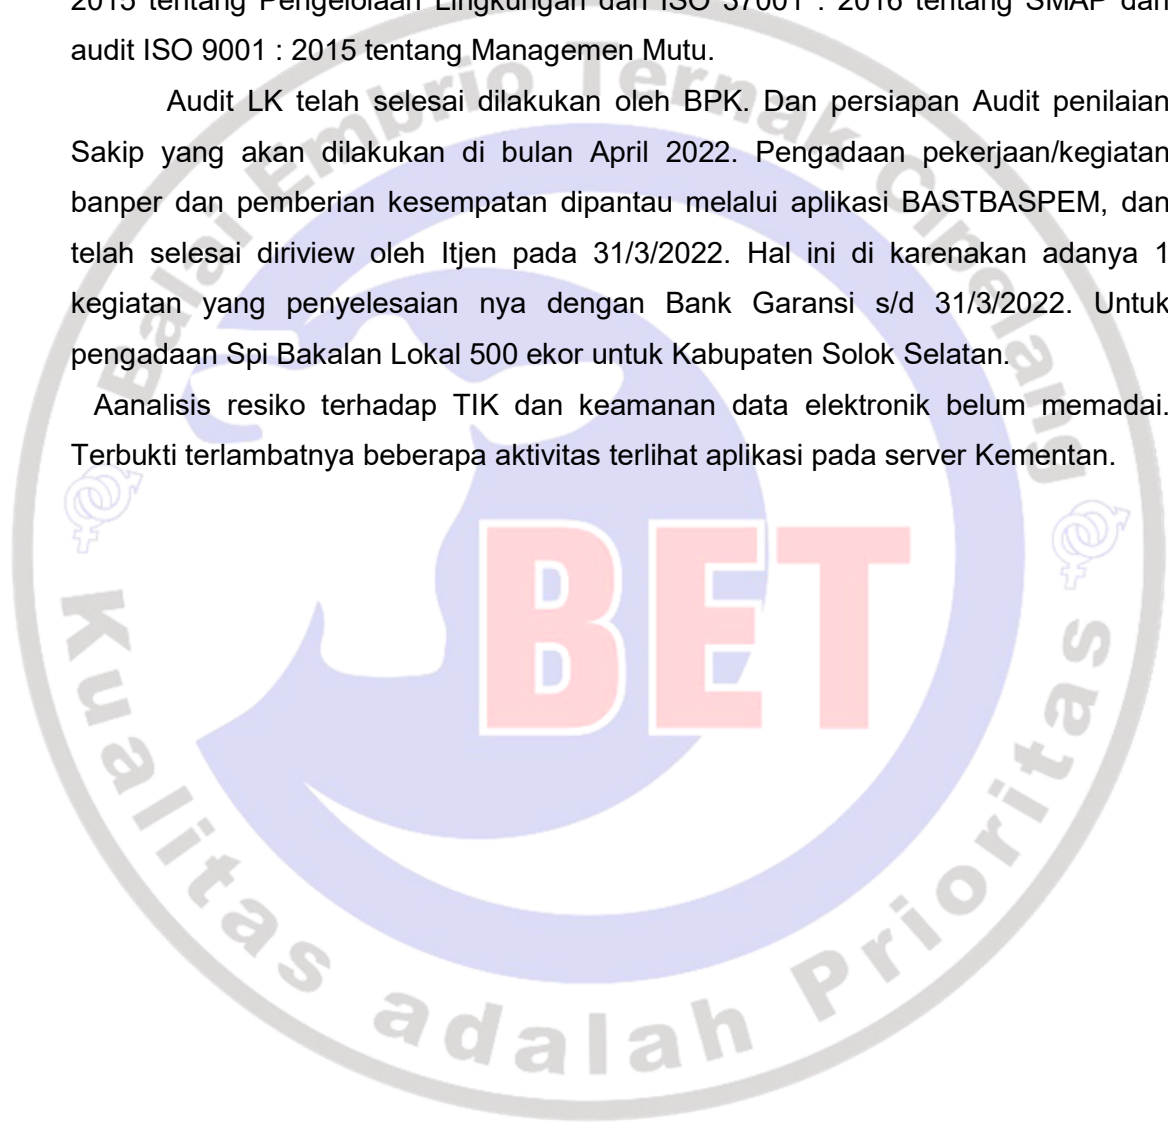 2015 tentang Pengelolaan Lingkungan dan ISO 37001 : 2016 tentang SMAP dan
audit ISO 9001 : 2015 tentang Managemen Mutu.
Audit LK telah selesai dilakukan oleh BPK. Dan persiapan Audit penilaian
Sakip yang akan dilakukan di bulan April 2022. Pengadaan pekerjaan/kegiatan
banper dan pemberian kesempatan dipantau melalui aplikasi BASTBASPEM, dan
telah selesai diriview oleh Itjen pada 31/3/2022. Hal ini di karenakan adanya 1
kegiatan yang penyelesaian nya dengan Bank Garansi s/d 31/3/2022. Untuk
pengadaan Spi Bakalan Lokal 500 ekor untuk Kabupaten Solok Selatan.
Aanalisis resiko terhadap TIK dan keamanan data elektronik belum memadai.
Terbukti terlambatnya beberapa aktivitas terlihat aplikasi pada server Kementan.
Balai Embrio Ternak Cipelang
BET
Kualitas adalah Prioritas